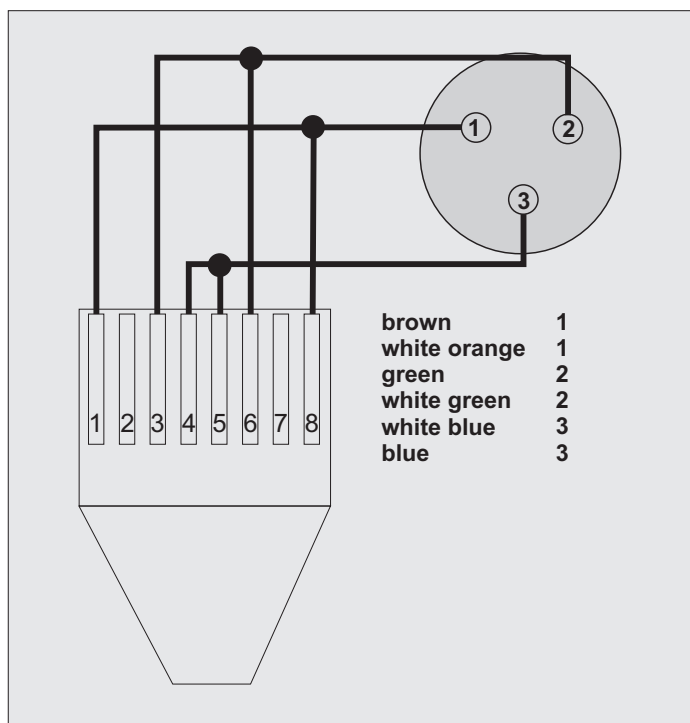 1
2
3
brown 1
white orange 1
green 2
white green 2
white blue 3
blue 3
1 2 3 4 5 6 7 8